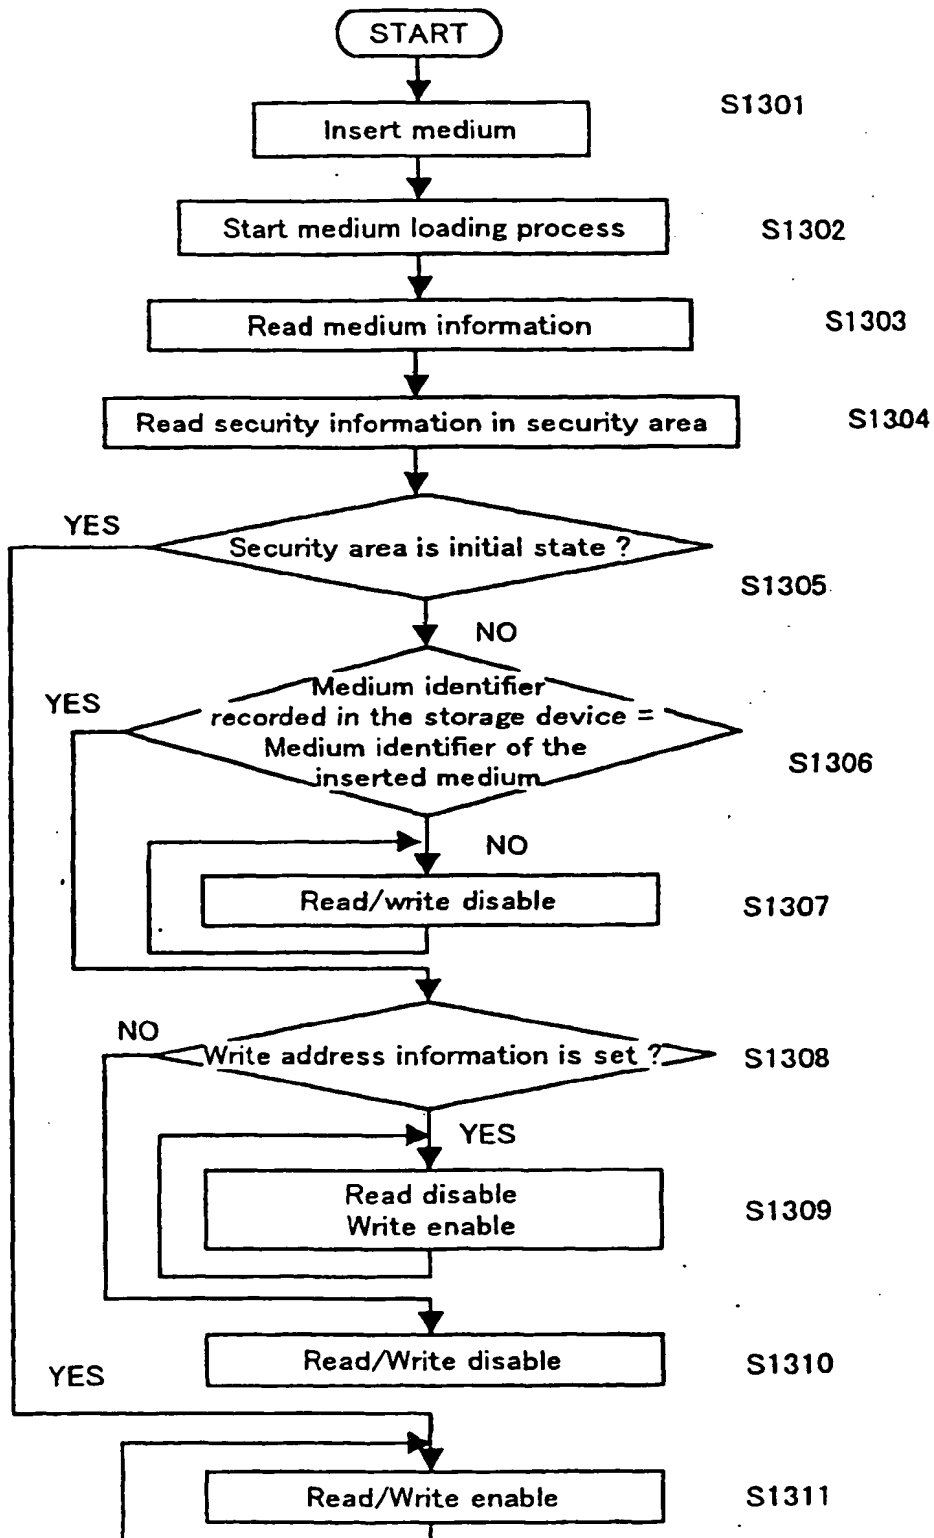 START
S1301
Insert medium
Start medium loading process
S1302
Read medium information
S1303
Read security information in security area
S1304
YES
Security area is initial state ?
S1305
NO
YES
Medium identifier
recorded in the storage device =
Medium identifier of the
inserted medium
S1306
NO
Read/write disable
S1307
NO
Write address information is set ?
S1308
YES
Read disable
Write enable
S1309
Read/Write disable
S1310
YES
Read/Write enable
S1311